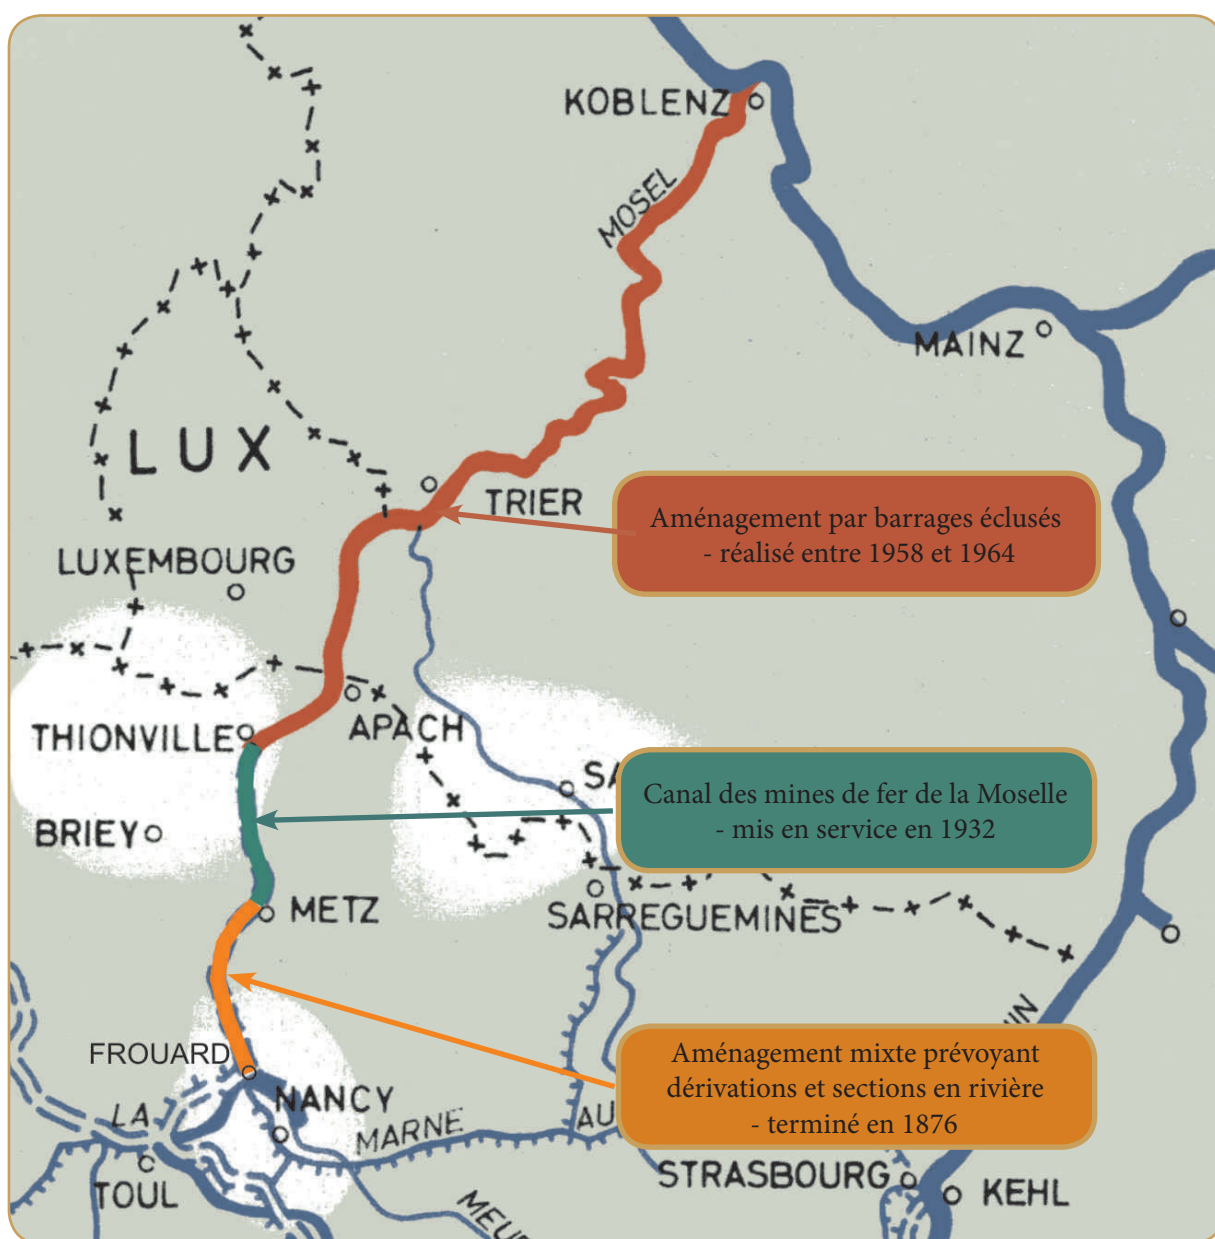 KOBLENZ
MOSEL
MAINZ
LUX
TRIER
Aménagement par barrages éclusés
- réalisé entre 1958 et 1964
LUXEMBOURG
THIONVILLE
APACH
Canal des mines de fer de la Moselle
- mis en service en 1932
BRIEY
METZ
SARREGUEMINES
FROUARD
Aménagement mixte prévoyant
dérivations et sections en rivière
- terminé en 1876
NANCY
LA
MARNE
AU
TOUL
STRASBOURG
KEHL